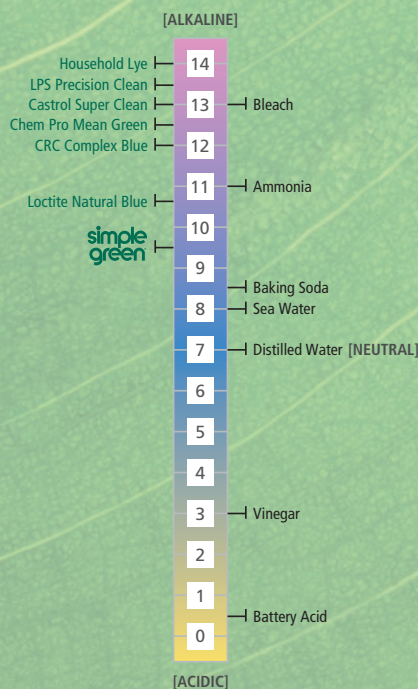 [ALKALINE]
Household Lye 14
LPS Precision Clean
Castrol Super Clean 13 Bleach
Chem Pro Mean Green
CRC Complex Blue 12
11 Ammonia
Loctite Natural Blue
10
simple
green
9
Baking Soda
8 Sea Water
7 Distilled Water [NEUTRAL]
6
5
4
3 Vinegar
2
1
Battery Acid
0
[ACIDIC]